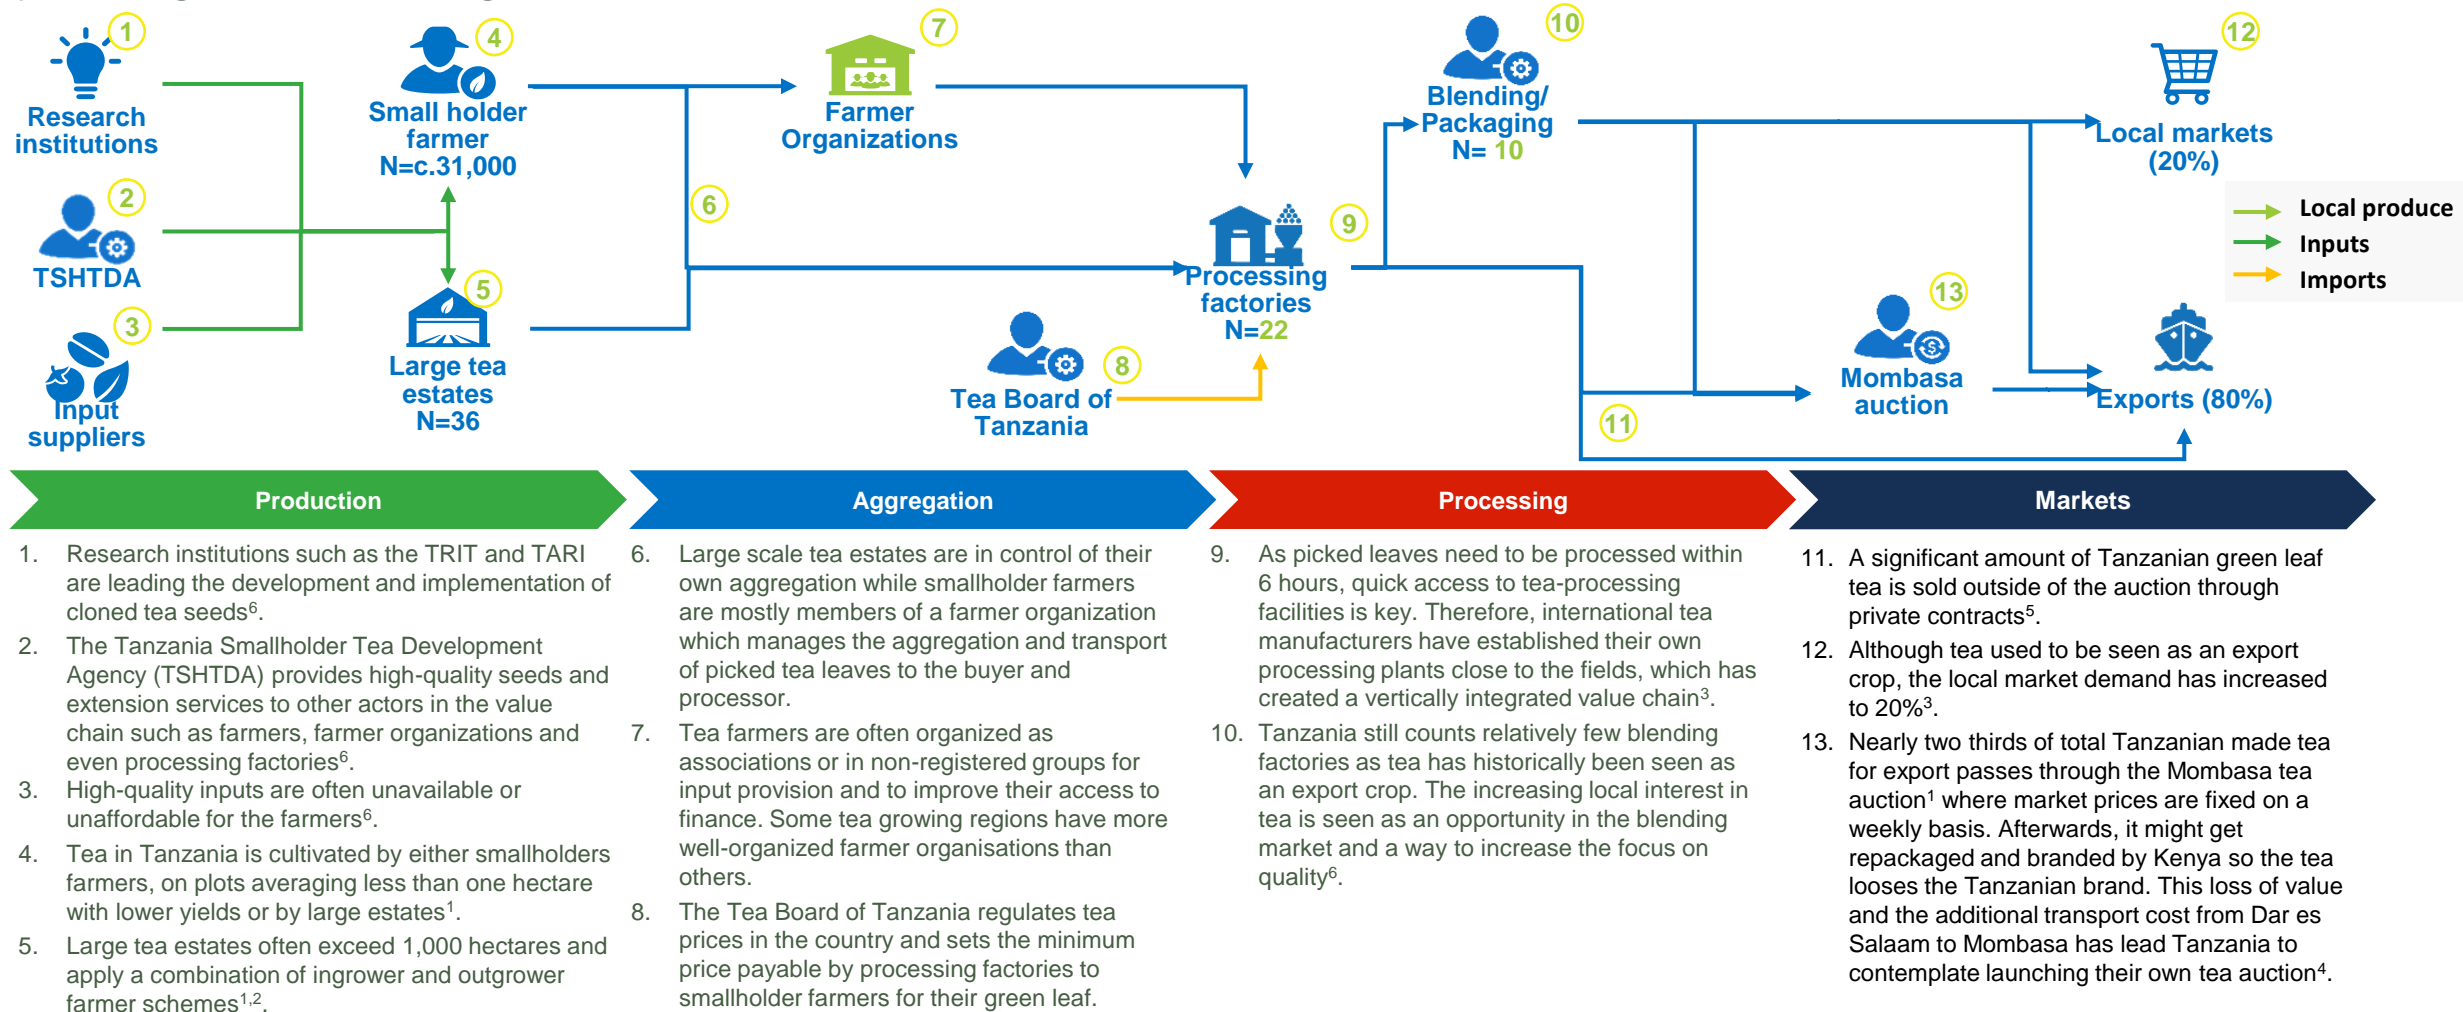 1
Research
institutions
2
TSHTDA
3
Input
suppliers
4
Small holder
farmer
N=c.31,000
5
Large tea
estates
N=36
6
7
Farmer
Organizations
8
Tea Board of
Tanzania
9
Processing
factories
N=22
10
Blending/
Packaging
N= 10
11
12
Local markets
(20%)
13
Mombasa
auction
Exports (80%)
Local produce
Inputs
Imports
Production
1. Research institutions such as the TRIT and TARI
are leading the development and implementation of
cloned tea seeds⁶.
2. The Tanzania Smallholder Tea Development
Agency (TSHTDA) provides high-quality seeds and
extension services to other actors in the value
chain such as farmers, farmer organizations and
even processing factories⁶.
3. High-quality inputs are often unavailable or
unaffordable for the farmers⁶.
4. Tea in Tanzania is cultivated by either smallholders
farmers, on plots averaging less than one hectare
with lower yields or by large estates¹.
5. Large tea estates often exceed 1,000 hectares and
apply a combination of ingrower and outgrower
farmer schemes¹,².
Aggregation
6. Large scale tea estates are in control of their
own aggregation while smallholder farmers
are mostly members of a farmer organization
which manages the aggregation and transport
of picked tea leaves to the buyer and
processor.
7. Tea farmers are often organized as
associations or in non-registered groups for
input provision and to improve their access to
finance. Some tea growing regions have more
well-organized farmer organisations than
others.
8. The Tea Board of Tanzania regulates tea
prices in the country and sets the minimum
price payable by processing factories to
smallholder farmers for their green leaf.
Processing
9. As picked leaves need to be processed within
6 hours, quick access to tea-processing
facilities is key. Therefore, international tea
manufacturers have established their own
processing plants close to the fields, which has
created a vertically integrated value chain³.
10. Tanzania still counts relatively few blending
factories as tea has historically been seen as
an export crop. The increasing local interest in
tea is seen as an opportunity in the blending
market and a way to increase the focus on
quality⁶.
Markets
11. A significant amount of Tanzanian green leaf
tea is sold outside of the auction through
private contracts⁵.
12. Although tea used to be seen as an export
crop, the local market demand has increased
to 20%³.
13. Nearly two thirds of total Tanzanian made tea
for export passes through the Mombasa tea
auction¹ where market prices are fixed on a
weekly basis. Afterwards, it might get
repackaged and branded by Kenya so the tea
looses the Tanzanian brand. This loss of value
and the additional transport cost from Dar es
Salaam to Mombasa has lead Tanzania to
contemplate launching their own tea auction⁴.